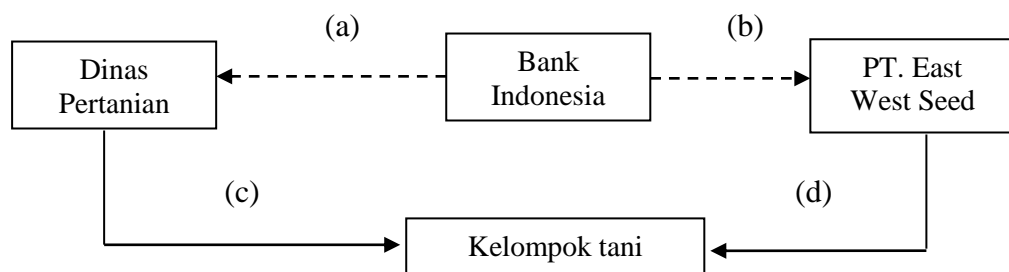 (a)
(b)
Dinas
Pertanian
Bank
Indonesia
PT. East
West Seed
(c)
(d)
Kelompok tani